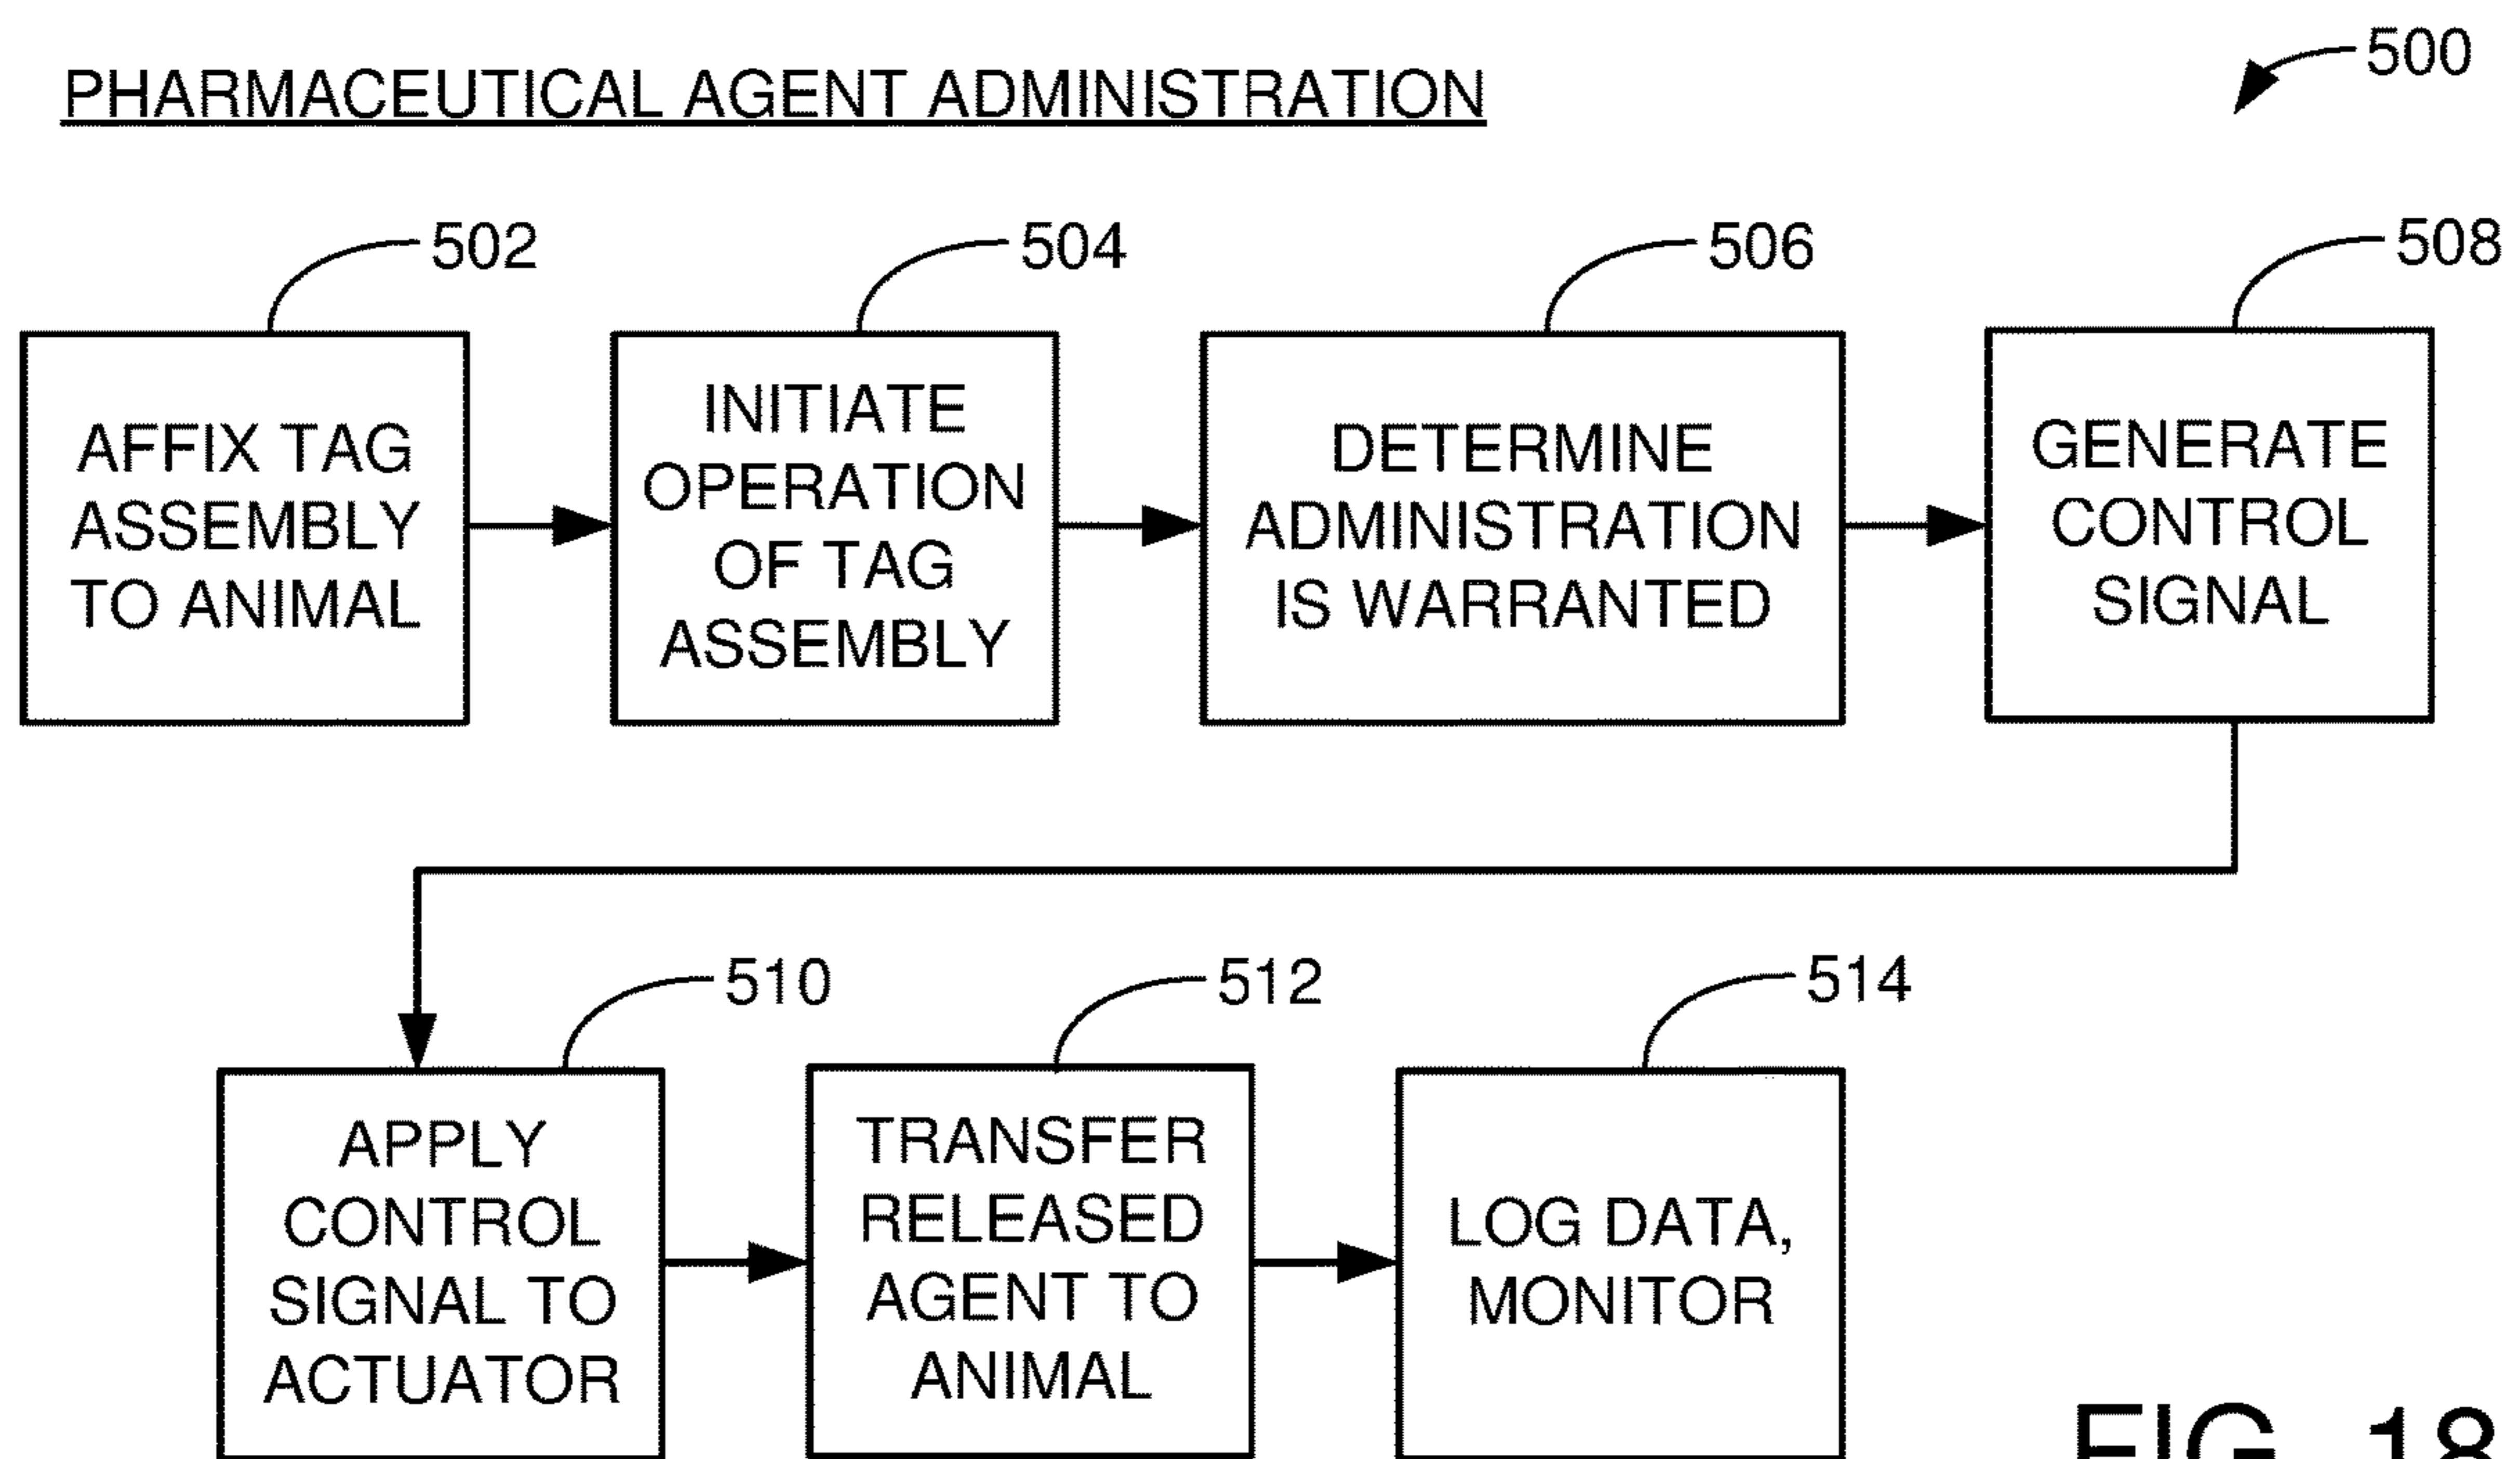 PHARMACEUTICAL AGENT ADMINISTRATION
500
502
504
506
508
AFFIX TAG
ASSEMBLY
TO ANIMAL
INITIATE
OPERATION
OF TAG
ASSEMBLY
DETERMINE
ADMINISTRATION
IS WARRANTED
GENERATE
CONTROL
SIGNAL
510
512
514
APPLY
CONTROL
SIGNAL TO
ACTUATOR
TRANSFER
RELEASED
AGENT TO
ANIMAL
LOG DATA,
MONITOR
FIG. 18